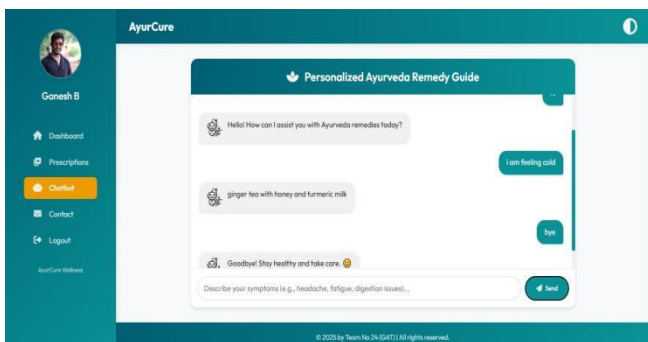 AyurCure
Ganesh B
Dashboard
Prescriptions
Chatbot
Contact
Logout
AyurCure Wellness
Personalized Ayurveda Remedy Guide
Hello! How can I assist you with Ayurveda remedies today?
i am feeling cold
ginger tea with honey and turmeric milk
bye
Goodbye! Stay healthy and take care. 😊
Describe your symptoms (e.g., headache, fatigue, digestion issues)...
Send
© 2025 by Team No 24 (GAT) | All rights reserved.